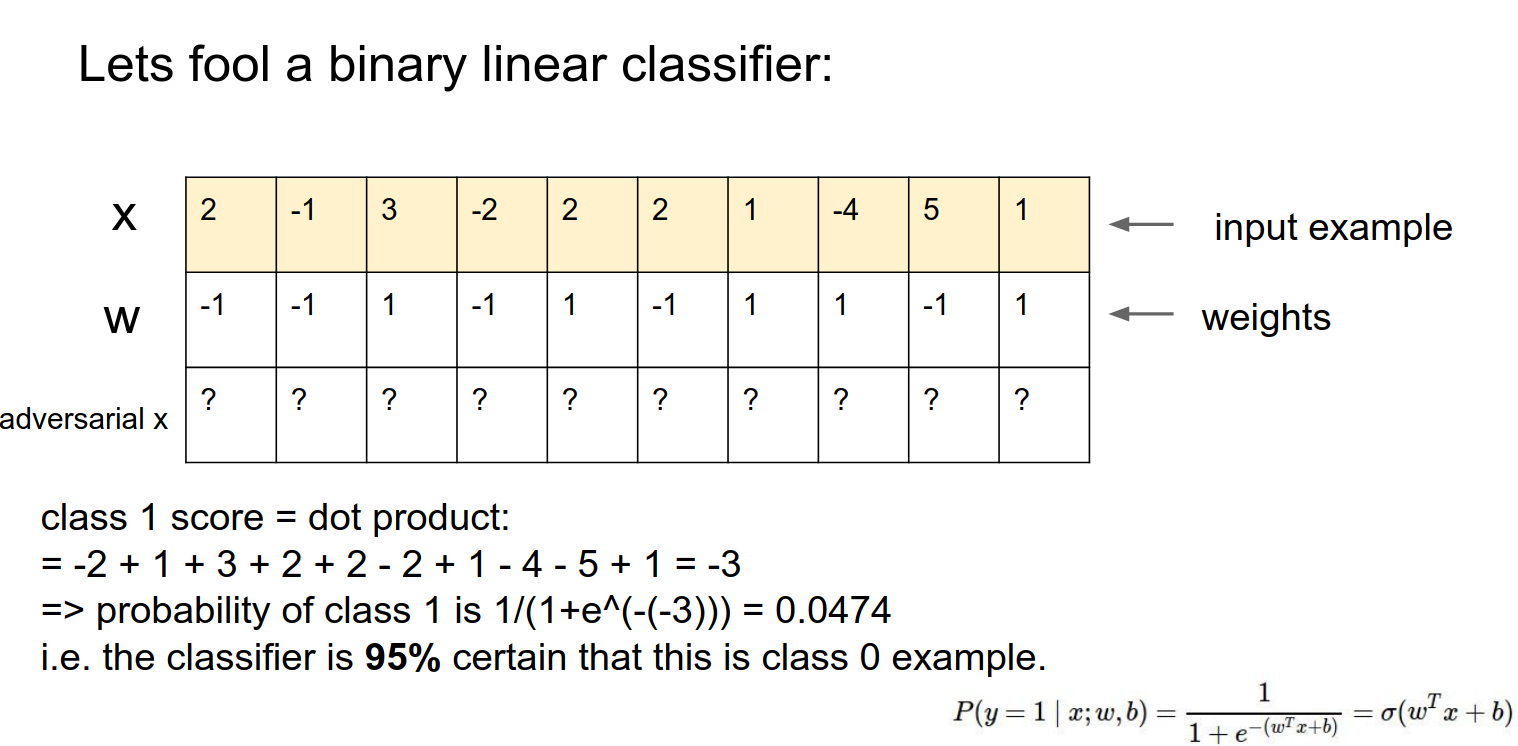 Lets fool a binary linear classifier:
x 2 -1 3 -2 2 2 1 -4 5 1 input example
w -1 -1 1 -1 1 -1 1 1 -1 1 weights
adversarial x ? ? ? ? ? ? ? ? ? ?
class 1 score = dot product:
= -2 + 1 + 3 + 2 + 2 - 2 + 1 - 4 - 5 + 1 = -3
=> probability of class 1 is 1/(1+e^(-(-3))) = 0.0474
i.e. the classifier is 95% certain that this is class 0 example.
P(y = 1 | x; w, b) = 1 / (1 + e^{-(w^T x+b)}) = σ(w^T x + b)